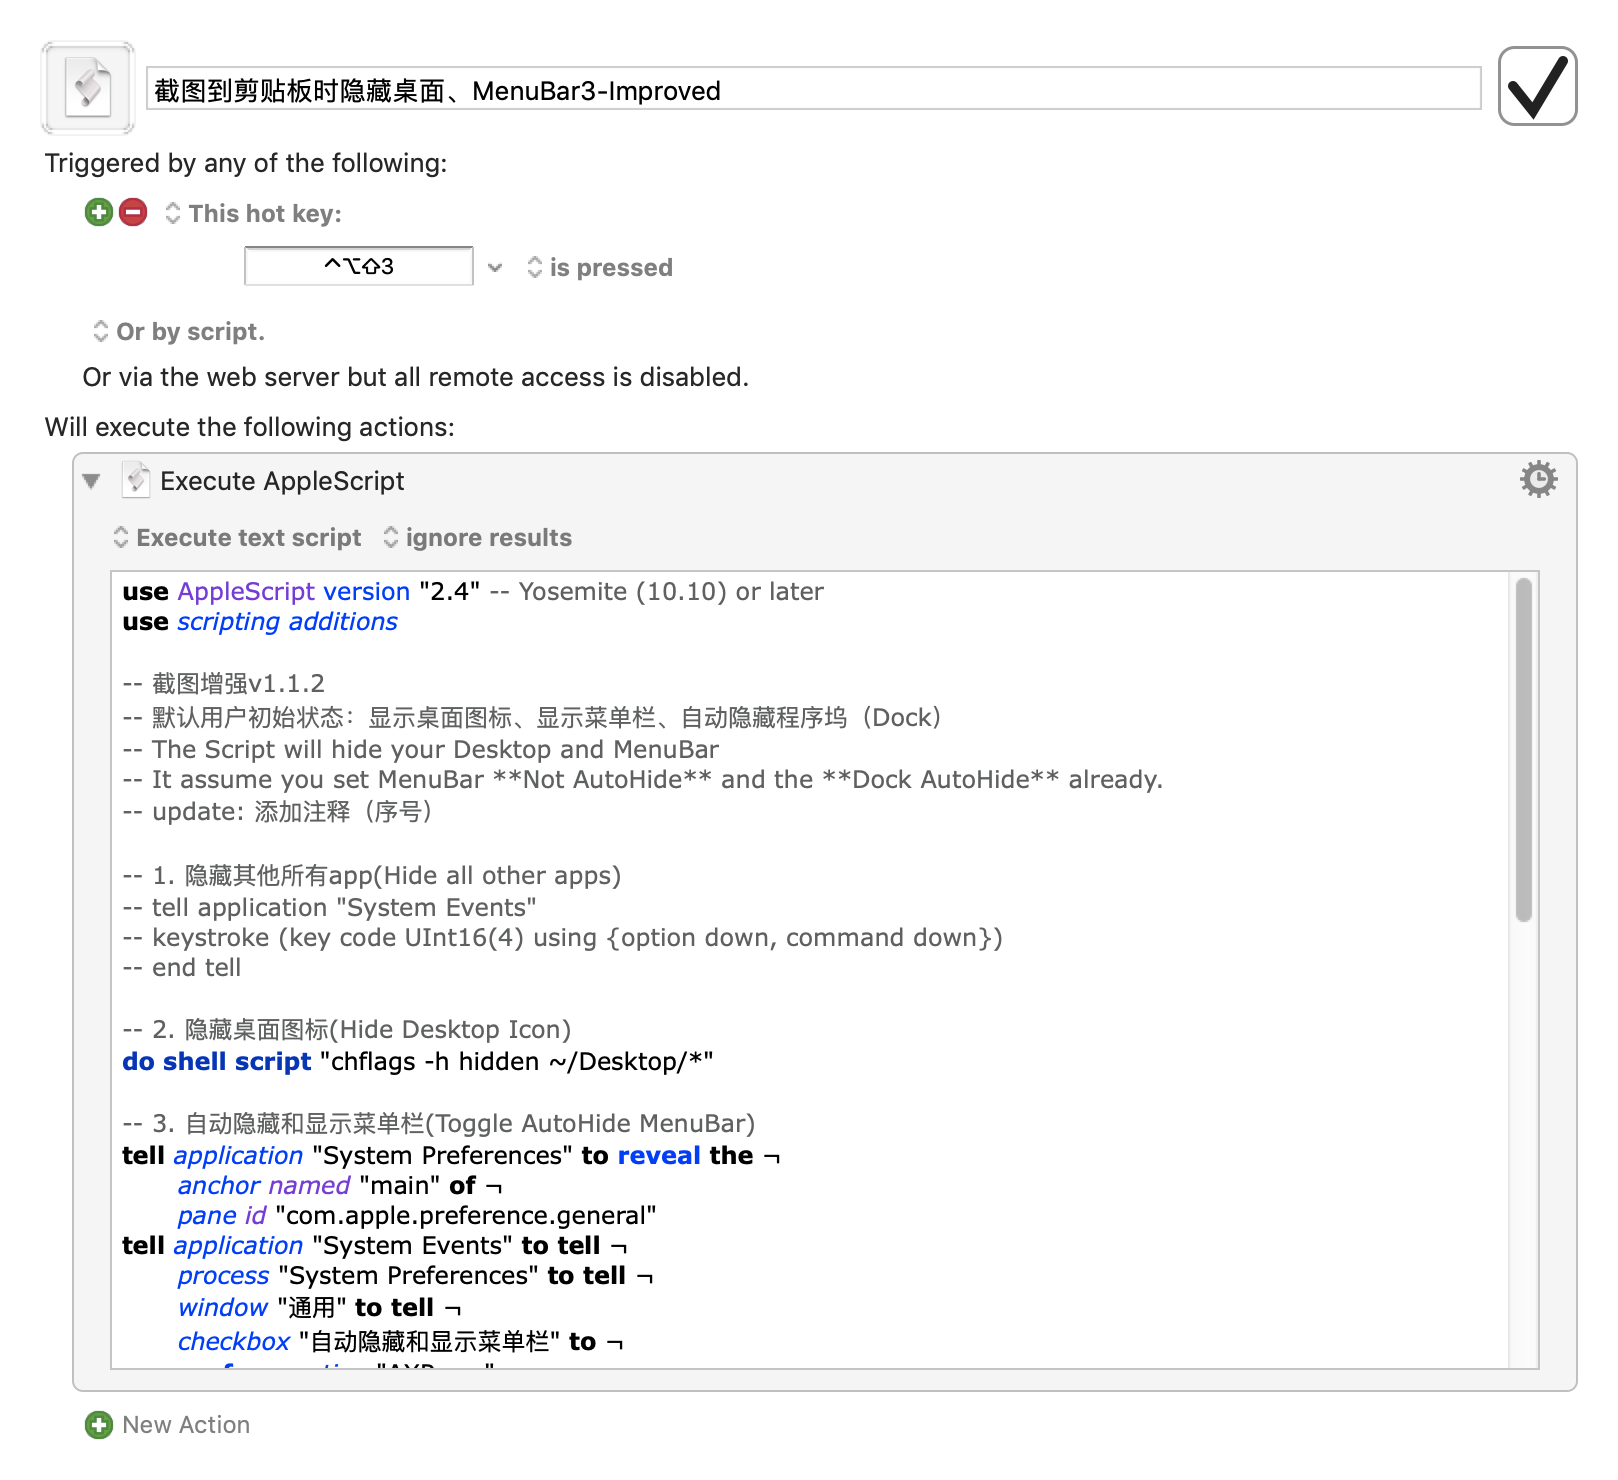 截图到剪贴板时隐藏桌面、MenuBar3-Improved
Triggered by any of the following:
This hot key:
^⌥⇧3
is pressed
Or by script.
Or via the web server but all remote access is disabled.
Will execute the following actions:
Execute AppleScript
Execute text script ignore results
use AppleScript version "2.4" -- Yosemite (10.10) or later
use scripting additions
-- 截图增强v1.1.2
-- 默认用户初始状态：显示桌面图标、显示菜单栏、自动隐藏程序坞（Dock）
-- The Script will hide your Desktop and MenuBar
-- It assume you set MenuBar **Not AutoHide** and the **Dock AutoHide** already.
-- update: 添加注释（序号）
-- 1. 隐藏其他所有app(Hide all other apps)
-- tell application "System Events"
-- keystroke (key code UInt16(4) using {option down, command down})
-- end tell
-- 2. 隐藏桌面图标(Hide Desktop Icon)
do shell script "chflags -h hidden ~/Desktop/*"
-- 3. 自动隐藏和显示菜单栏(Toggle AutoHide MenuBar)
tell application "System Preferences" to reveal the ¬
anchor named "main" of ¬
pane id "com.apple.preference.general"
tell application "System Events" to tell ¬
process "System Preferences" to tell ¬
window "通用" to tell ¬
checkbox "自动隐藏和显示菜单栏" to ¬
New Action